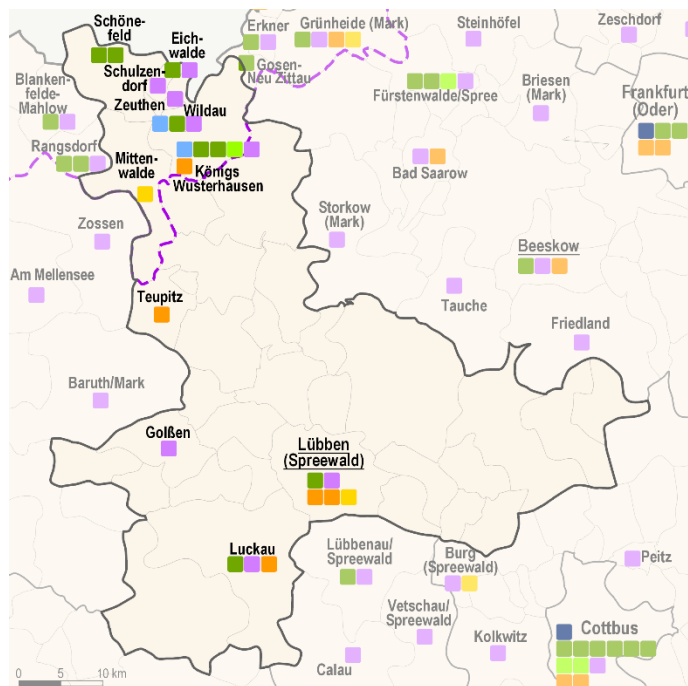 Schöne-
feld
Eich-
walde
Erkner
Grünheide (Mark)
Steinhöfel
Zeschdorf
Gosen-
Neu Zittau
Schulzen-
dorf
Blanken-
felde-
Mahlow
Zeuthen
Wildau
Fürstenwalde/Spree
Briesen
(Mark)
Frankfurt
(Oder)
Rangsdorf
Mitten-
walde
Königs
Wusterhausen
Bad Saarow
Zossen
Storkow
(Mark)
Beeskow
Am Mellensee
Teupitz
Tauche
Friedland
Baruth/Mark
Golßen
Lübben
(Spreewald)
Luckau
Lübbenau/
Spreewald
Burg
(Spreewald)
Peitz
Vetschau/
Spreewald
Kolkwitz
Cottbus
Calau
0 5 10 km